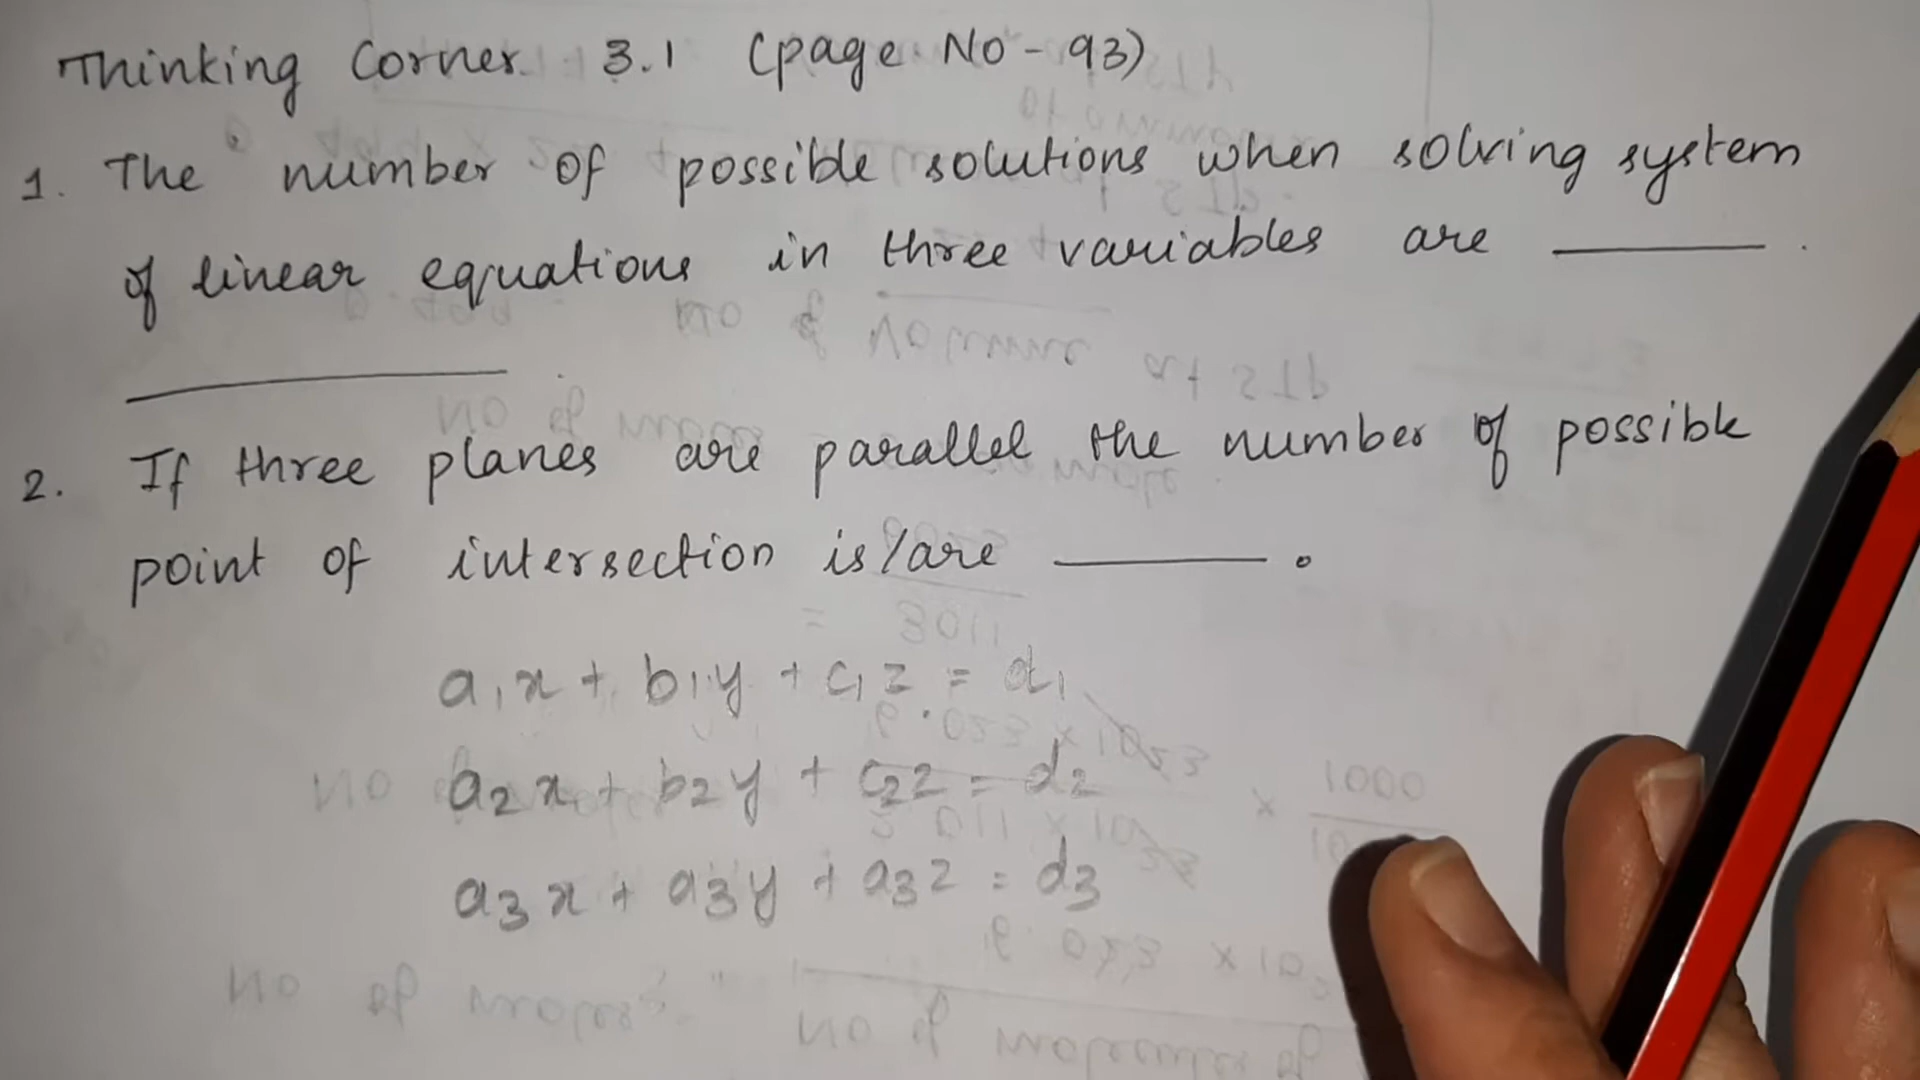 Thinking Corner 3.1 (page No - 93)
1. The number of possible solutions when solving system
of linear equations in three variables are ______ .
______ .
2. If three planes are parallel the number of possible
point of intersection is/are ______ .
a1x + b1y + c1z = d1
a2x + b2y + c2z = d2
a3x + a3y + a3z = d3